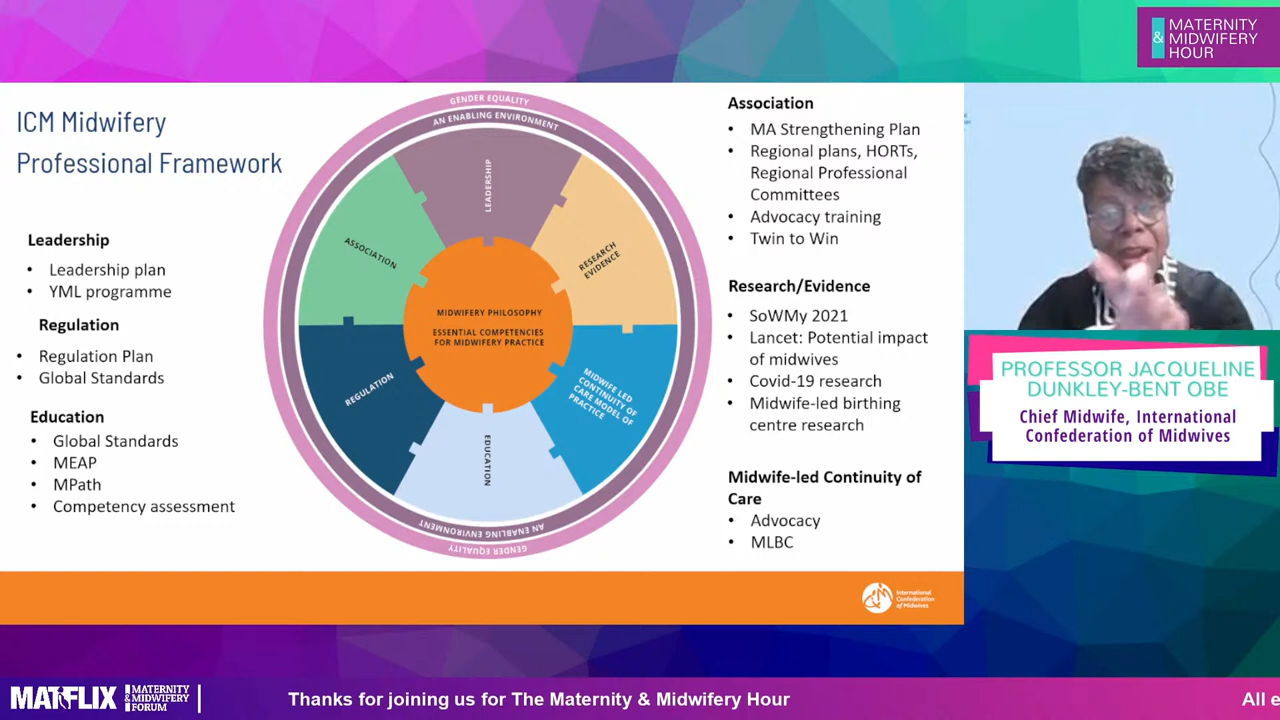 MATERNITY
& MIDWIFERY
HOUR
ICM Midwifery
Professional Framework
Leadership
• Leadership plan
• YML programme
Regulation
• Regulation Plan
• Global Standards
Education
• Global Standards
• MEAP
• MPath
• Competency assessment
GENDER EQUALITY
AN ENABLING ENVIRONMENT
LEADERSHIP
ASSOCIATION
RESEARCH
EVIDENCE
MIDWIFERY PHILOSOPHY
ESSENTIAL COMPETENCIES
FOR MIDWIFERY PRACTICE
REGULATION
MIDWIFE LED
CONTINUITY OF
CARE MODEL OF
PRACTICE
EDUCATION
AN ENABLING ENVIRONMENT
GENDER EQUALITY
Association
• MA Strengthening Plan
• Regional plans, HORTs,
Regional Professional
Committees
• Advocacy training
• Twin to Win
Research/Evidence
• SoWMy 2021
• Lancet: Potential impact
of midwives
• Covid-19 research
• Midwife-led birthing
centre research
Midwife-led Continuity of
Care
• Advocacy
• MLBC
International
Confederation
of Midwives
PROFESSOR JACQUELINE
DUNKLEY-BENT OBE
Chief Midwife, International
Confederation of Midwives
MATFLIX
MATERNITY
& MIDWIFERY
FORUM
Thanks for joining us for The Maternity & Midwifery Hour
All e